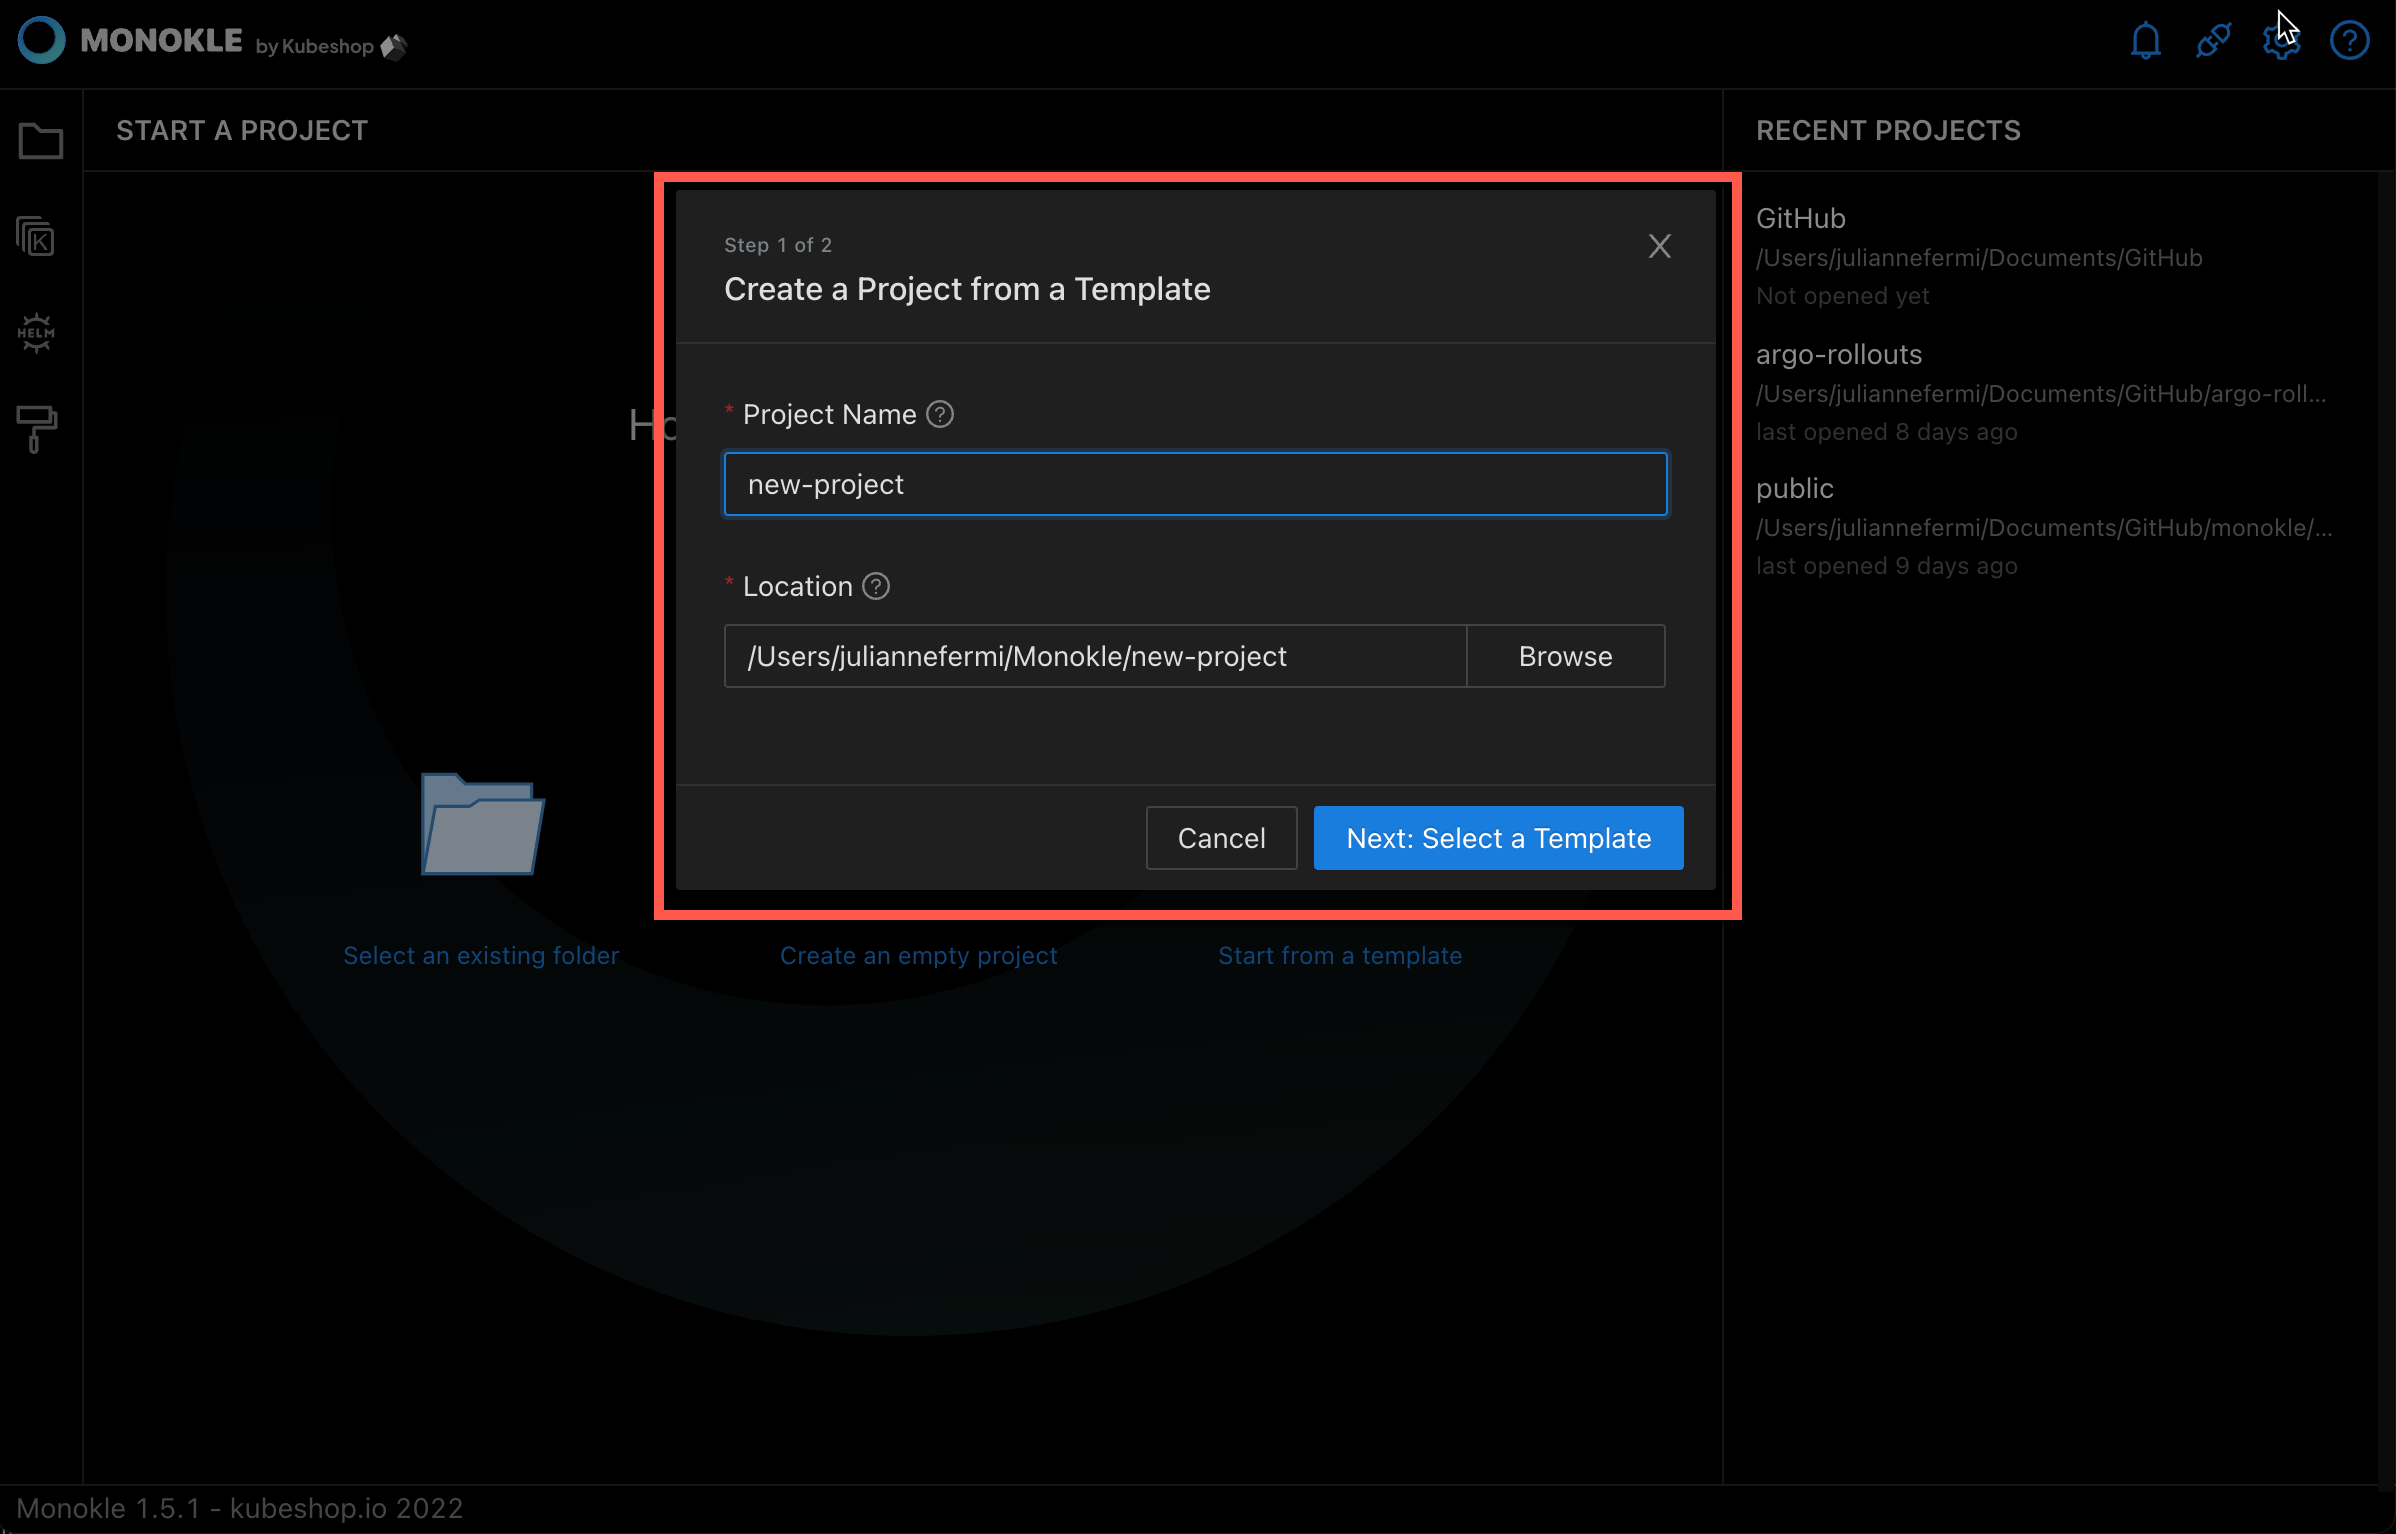 MONOKLE by Kubeshop
START A PROJECT
RECENT PROJECTS
K
HELM
Step 1 of 2
X
Create a Project from a Template
* Project Name ?
new-project
* Location ?
/Users/juliannefermi/Monokle/new-project
Browse
Cancel
Next: Select a Template
Select an existing folder
Create an empty project
Start from a template
GitHub
/Users/juliannefermi/Documents/GitHub
Not opened yet
argo-rollouts
/Users/juliannefermi/Documents/GitHub/argo-roll...
last opened 8 days ago
public
/Users/juliannefermi/Documents/GitHub/monokle/...
last opened 9 days ago
Monokle 1.5.1 - kubeshop.io 2022